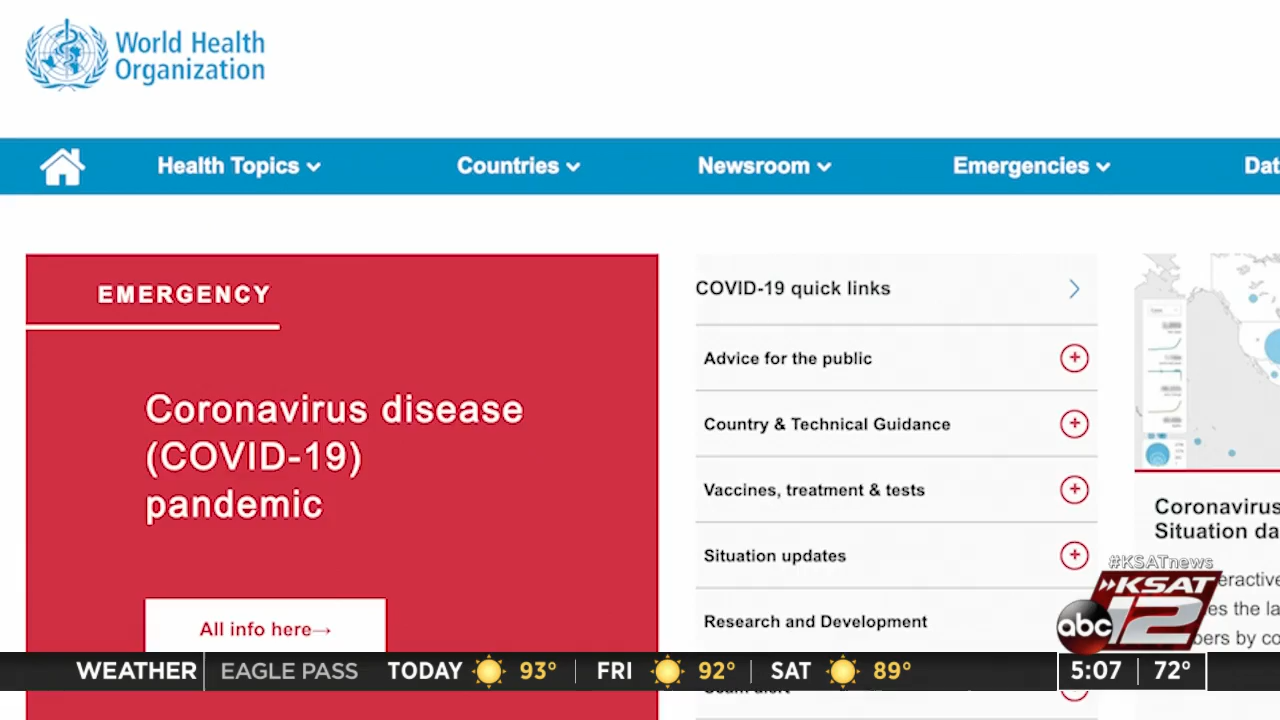 World Health
Organization
Health Topics
Countries
Newsroom
Emergencies
EMERGENCY
Coronavirus disease
(COVID-19)
pandemic
All info here→
COVID-19 quick links
Advice for the public
Country & Technical Guidance
Vaccines, treatment & tests
Situation updates
Research and Development
Coronavirus
Situation da
#KSATnews
KSAT
abc 12
WEATHER EAGLE PASS TODAY 93° FRI 92° SAT 89° 5:07 72°